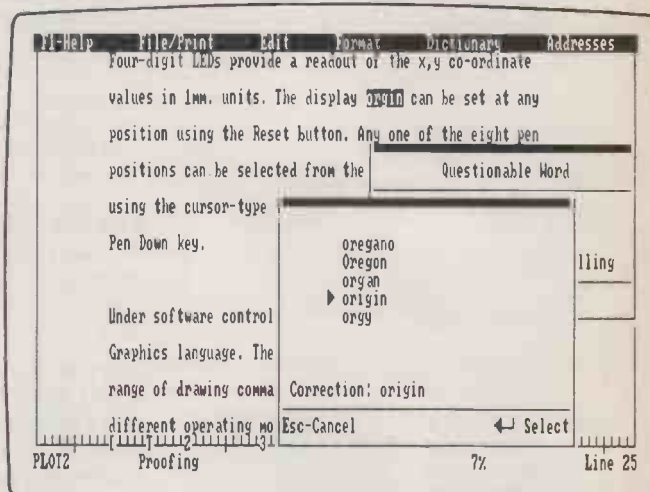 F1-Help File/Print Edit Format Dictionary Addresses
Four-digit LEDs provide a readout of the x,y co-ordinate
values in 1mm. units. The display orgin can be set at any
position using the Reset button. Any one of the eight pen
positions can be selected from the
Questionable Word
using the cursor-type
Pen Down key.
oregano
Oregon
lling
organ
origin
Under software control
orgy
Graphics language. The
range of drawing comma
Correction: origin
different operating mo
Esc-Cancel ↵ Select
PLOT2 Proofing 7% Line 25